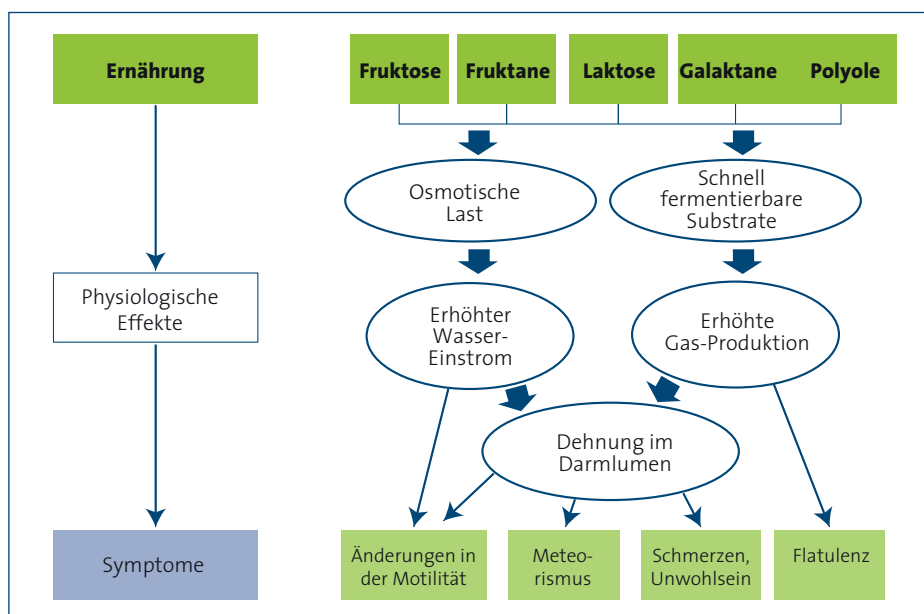 Ernährung
Fruktose
Fruktane
Laktose
Galaktane
Polyole
Osmotische
Last
Schnell
fermentierbare
Substrate
Physiologische
Effekte
Erhöhter
Wasser-
Einstrom
Erhöhte
Gas-Produktion
Dehnung im
Darmlumen
Symptome
Änderungen in
der Motilität
Meteo-
rismus
Schmerzen,
Unwohlsein
Flatulenz